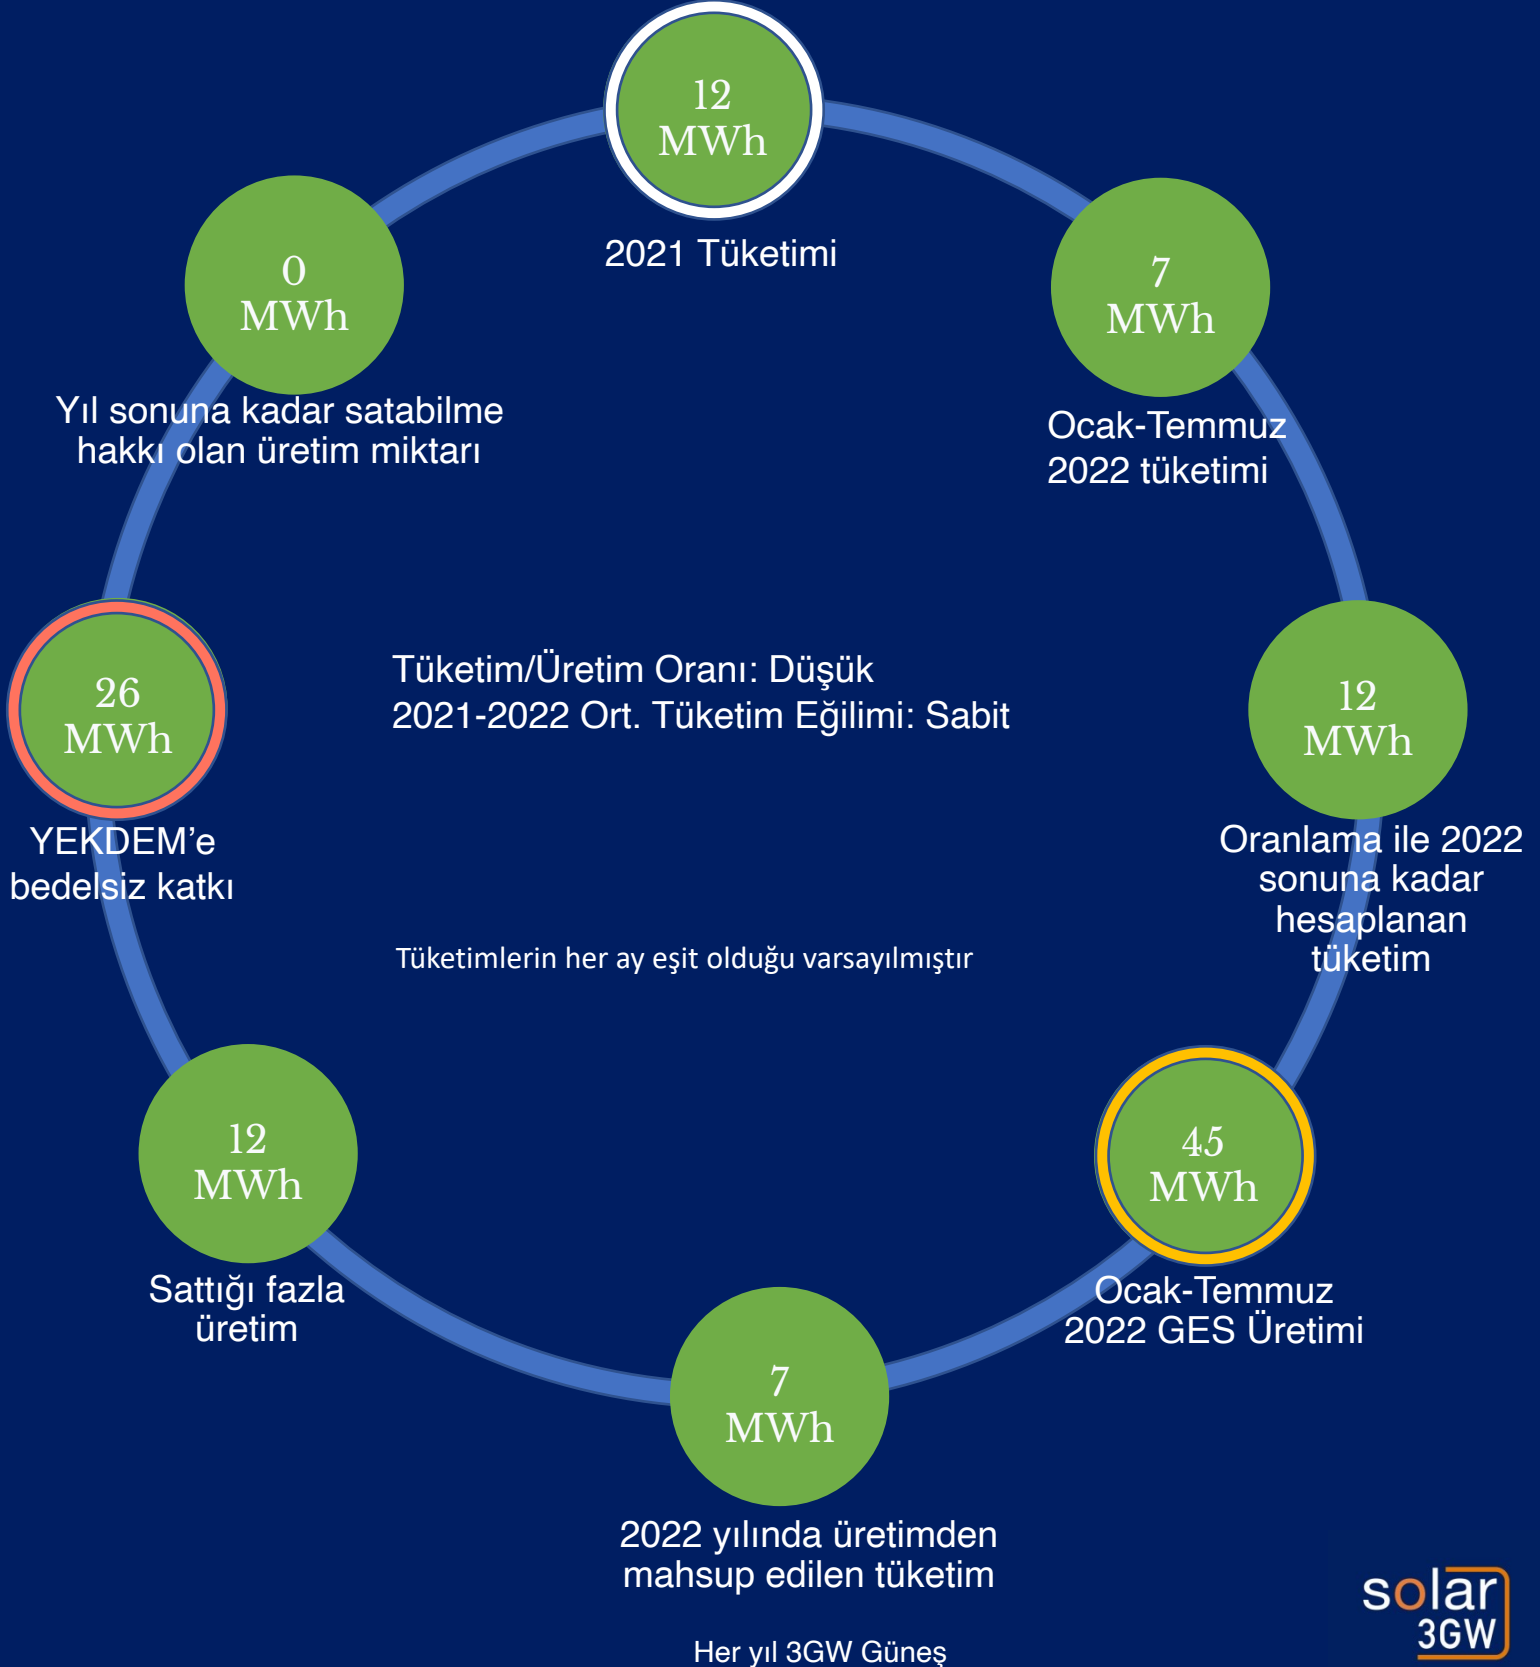 12
MWh
2021 Tüketimi
7
MWh
Ocak-Temmuz
2022 tüketimi
12
MWh
Oranlama ile 2022
sonuna kadar
hesaplanan
tüketim
45
MWh
Ocak-Temmuz
2022 GES Üretimi
7
MWh
2022 yılında üretimden
mahsup edilen tüketim
12
MWh
Sattığı fazla
üretim
26
MWh
YEKDEM’e
bedelsiz katkı
0
MWh
Yıl sonuna kadar satabilme
hakkı olan üretim miktarı
Tüketim/Üretim Oranı: Düşük
2021-2022 Ort. Tüketim Eğilimi: Sabit
Tüketimlerin her ay eşit olduğu varsayılmıştır
Her yıl 3GW Güneş
solar
3GW